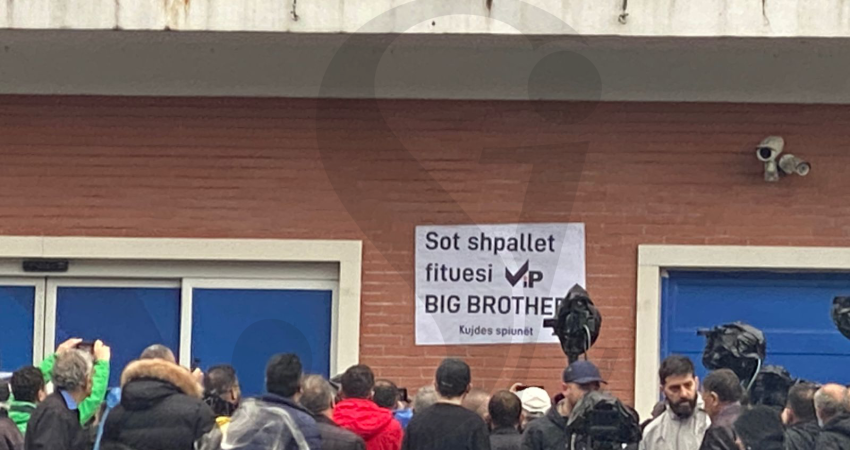 Sot shpallet
fituesi ViP
BIG BROTHER
Kujdes spiunët